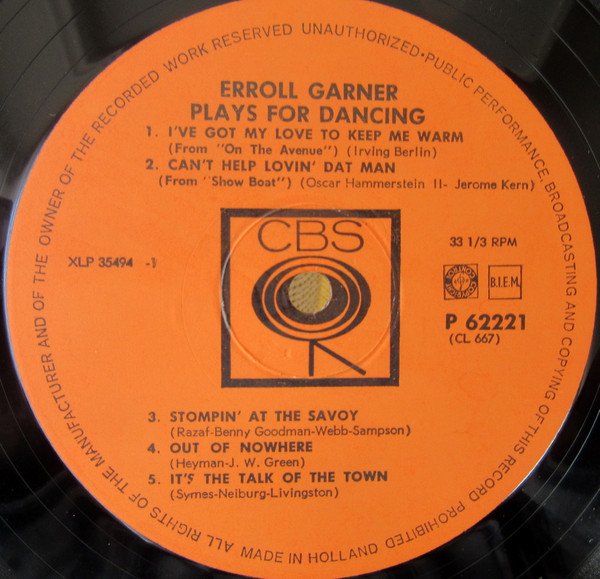 ERROLL GARNER
PLAYS FOR DANCING
1. I'VE GOT MY LOVE TO KEEP ME WARM
(From "On The Avenue") (Irving Berlin)
2. CAN'T HELP LOVIN' DAT MAN
(From "Show Boat") (Oscar Hammerstein II- Jerome Kern)
CBS
33 1/3 RPM
XLP 35494 -1
B.I.E.M.
P 62221
(CL 667)
3. STOMPIN' AT THE SAVOY
(Razaf-Benny Goodman-Webb-Sampson)
4. OUT OF NOWHERE
(Heyman-J. W. Green)
5. IT'S THE TALK OF THE TOWN
(Symes-Neiburg-Livingston)
ALL RIGHTS OF THE MANUFACTURER AND OF THE OWNER OF THE RECORDED WORK RESERVED UNAUTHORIZED•PUBLIC PERFORMANCE, BROADCASTING AND COPYING OF THIS RECORD PROHIBITED
MADE IN HOLLAND